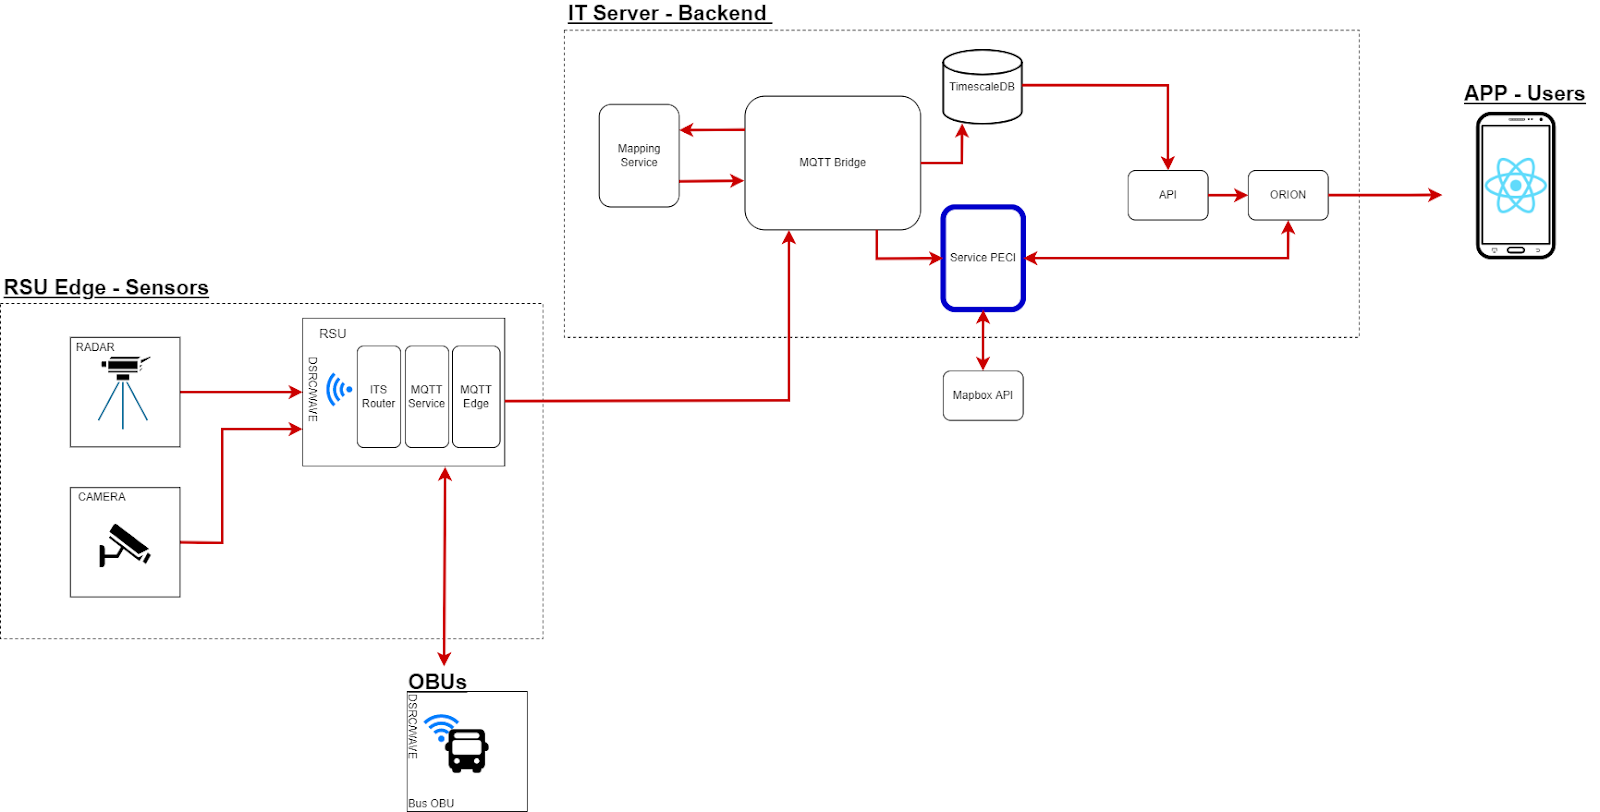 IT Server - Backend
TimescaleDB
APP - Users
Mapping
Service
MQTT Bridge
API
ORION
Service PECI
RSU Edge - Sensors
RSU
RADAR
DSRC/WAVE
ITS
Router
MQTT
Service
MQTT
Edge
Mapbox API
CAMERA
OBUs
DSRC/WAVE
Bus OBU